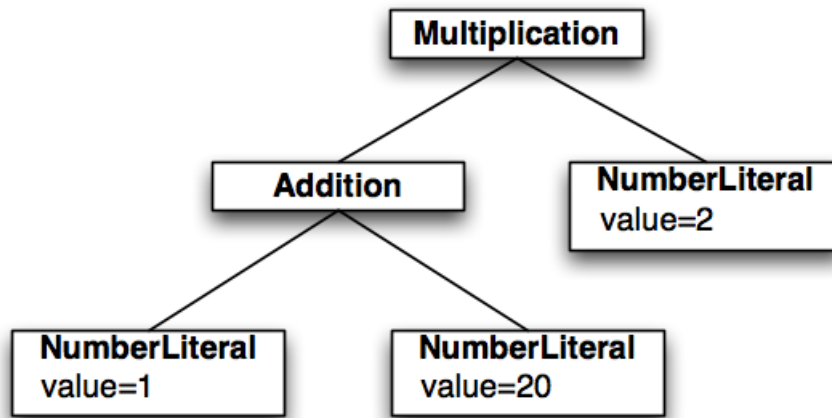 Multiplication
Addition
NumberLiteral
value=2
NumberLiteral
value=1
NumberLiteral
value=20